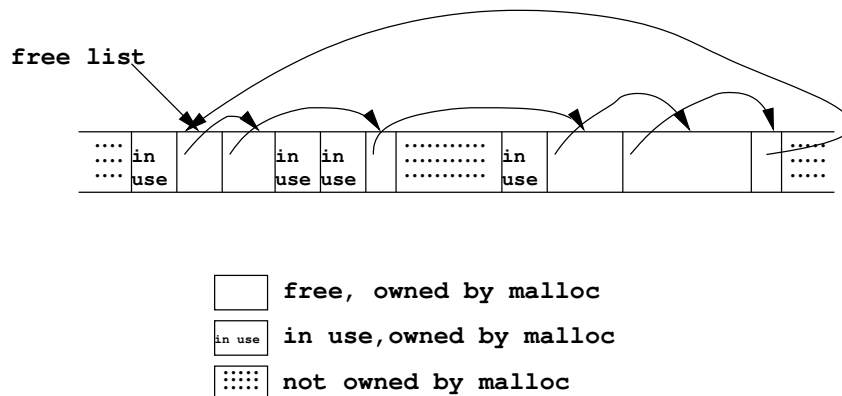 free list
in use
in use
in use
in use
free, owned by malloc
in use
in use,owned by malloc
not owned by malloc